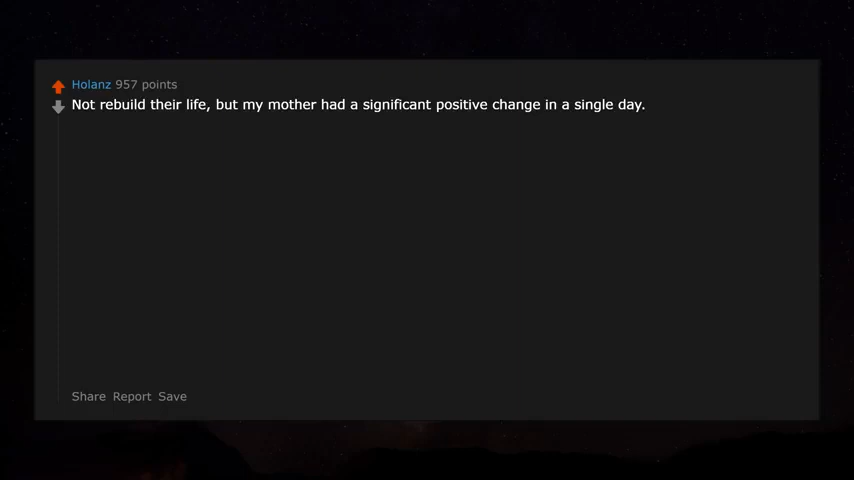 Holanz 957 points
Not rebuild their life, but my mother had a significant positive change in a single day.
Share Report Save